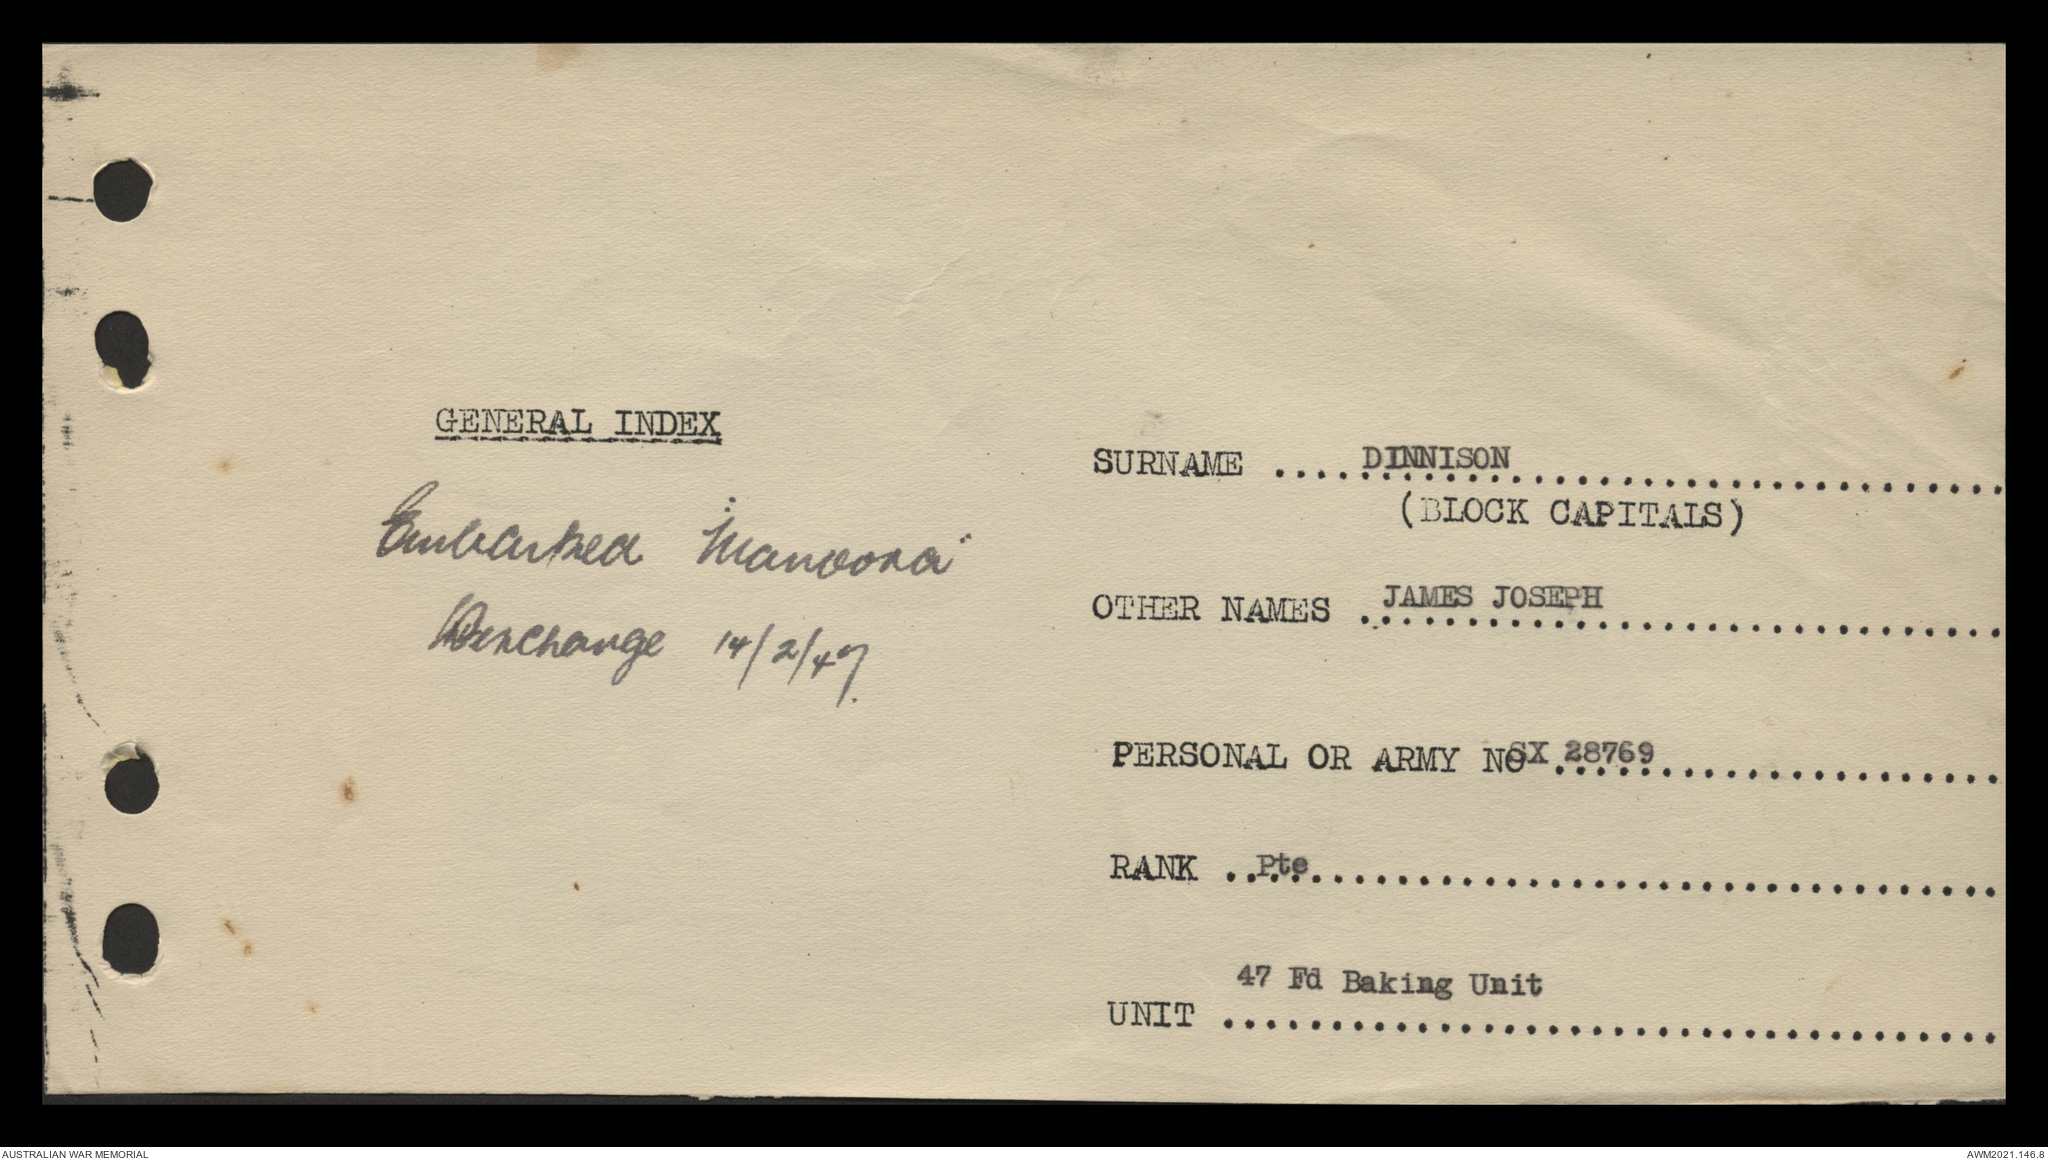 GENERAL INDEX
Embarked "Manoora"
Derxchange 14/2/47.
SURNAME .... DINNISON
(BLOCK CAPITALS)
OTHER NAMES . JAMES JOSEPH
PERSONAL OR ARMY NO SX 28769
RANK .. Pte
47 Fd Baking Unit
UNIT
AUSTRALIAN WAR MEMORIAL
AWM2021.146.8